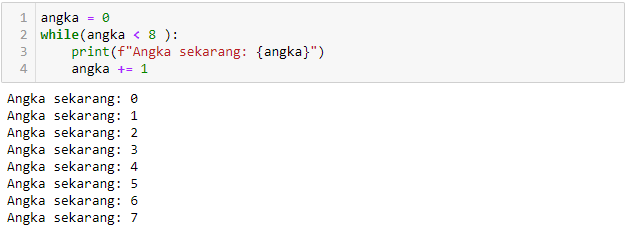 1 angka = 0
2 while(angka < 8 ):
3     print(f"Angka sekarang: {angka}")
4     angka += 1
Angka sekarang: 0
Angka sekarang: 1
Angka sekarang: 2
Angka sekarang: 3
Angka sekarang: 4
Angka sekarang: 5
Angka sekarang: 6
Angka sekarang: 7